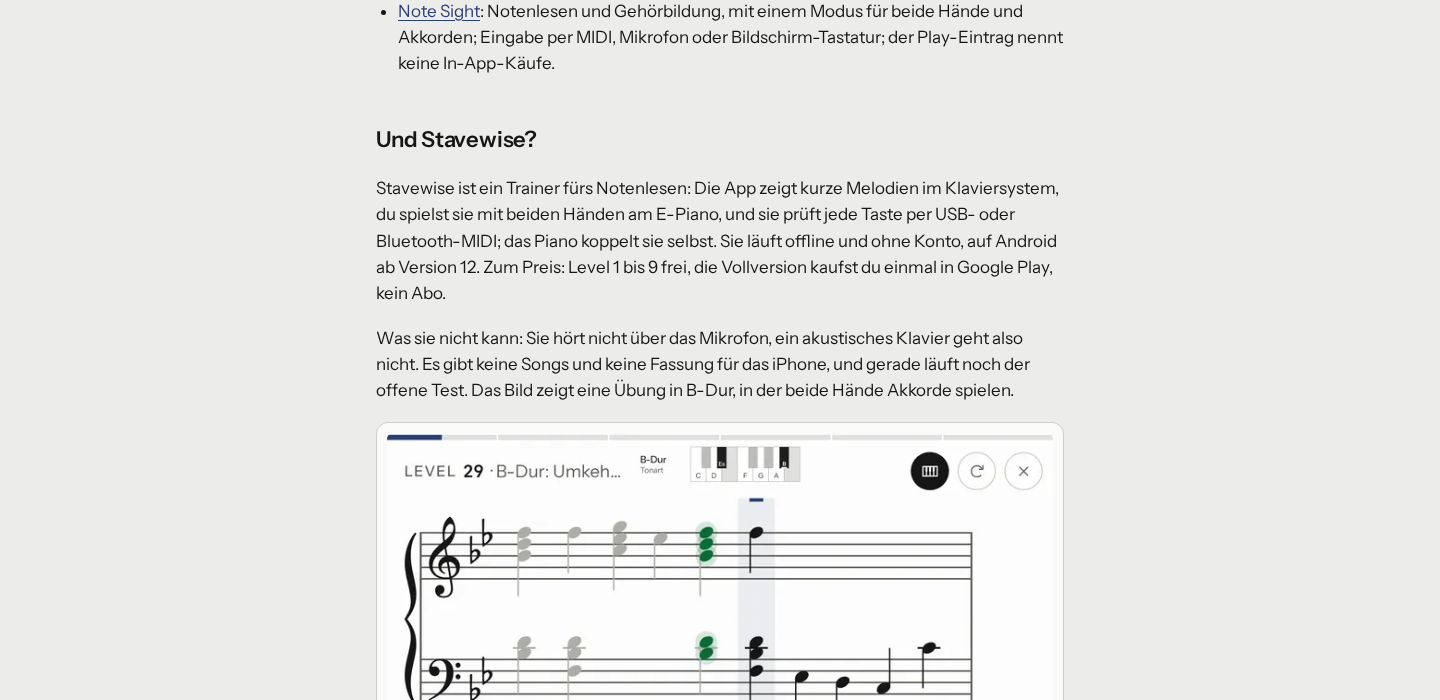 Note Sight: Notenlesen und Gehörbildung, mit einem Modus für beide Hände und
Akkorden; Eingabe per MIDI, Mikrofon oder Bildschirm-Tastatur; der Play-Eintrag nennt
keine In-App-Käufe.
Und Stavewise?
Stavewise ist ein Trainer fürs Notenlesen: Die App zeigt kurze Melodien im Klaviersystem,
du spielst sie mit beiden Händen am E-Piano, und sie prüft jede Taste per USB- oder
Bluetooth-MIDI; das Piano koppelt sie selbst. Sie läuft offline und ohne Konto, auf Android
ab Version 12. Zum Preis: Level 1 bis 9 frei, die Vollversion kaufst du einmal in Google Play,
kein Abo.
Was sie nicht kann: Sie hört nicht über das Mikrofon, ein akustisches Klavier geht also
nicht. Es gibt keine Songs und keine Fassung für das iPhone, und gerade läuft noch der
offene Test. Das Bild zeigt eine Übung in B-Dur, in der beide Hände Akkorde spielen.
LEVEL 29 · B-Dur: Umkeh...
B-Dur
Tonart
C D F G A